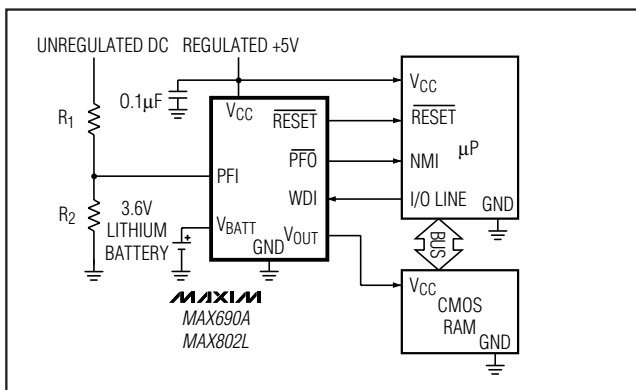 UNREGULATED DC
REGULATED +5V
0.1µF
R1
R2
3.6V
LITHIUM
BATTERY
VCC
RESET
PFO
PFI
WDI
VBATT
GND
VOUT
MAXIM
MAX690A
MAX802L
VCC
RESET
NMI
µP
I/O LINE
GND
BUS
VCC
CMOS
RAM
GND